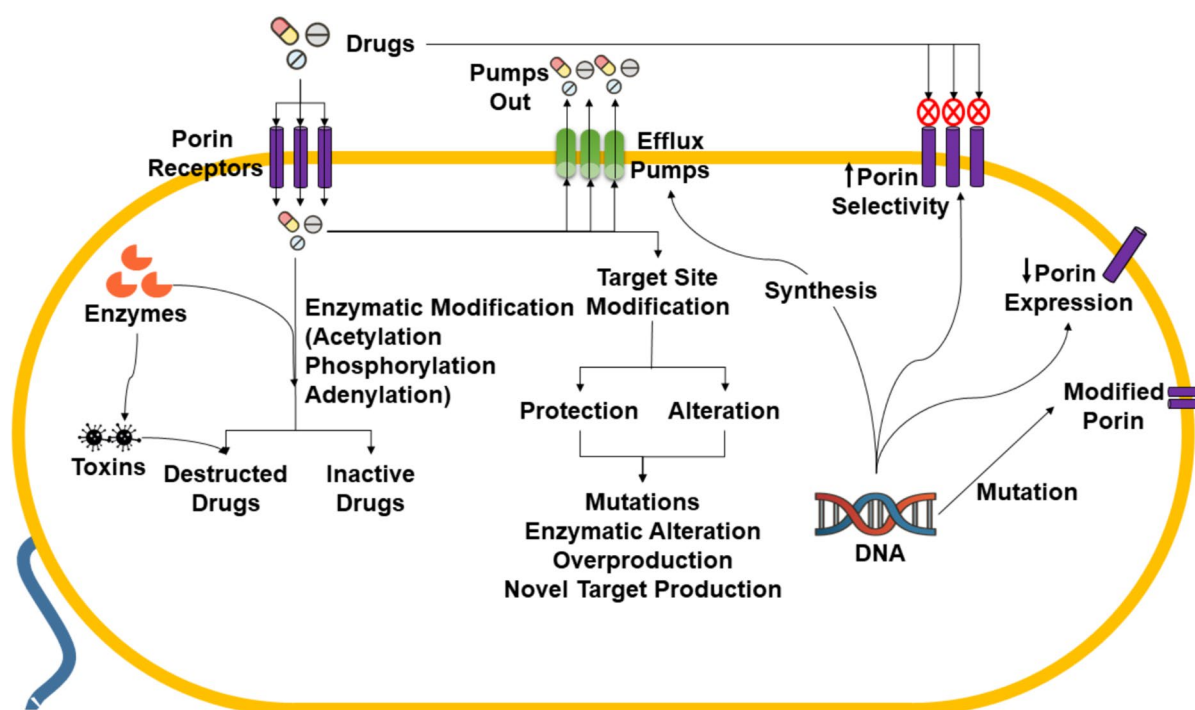 Drugs
Pumps
Out
Porin
Receptors
Efflux
Pumps
↑Porin
Selectivity
Enzymes
Enzymatic Modification
(Acetylation
Phosphorylation
Adenylation)
Target Site
Modification
Synthesis
↓Porin
Expression
Modified
Porin
Protection
Alteration
Toxins
Destructed
Drugs
Inactive
Drugs
Mutations
Enzymatic Alteration
Overproduction
Novel Target Production
Mutation
DNA